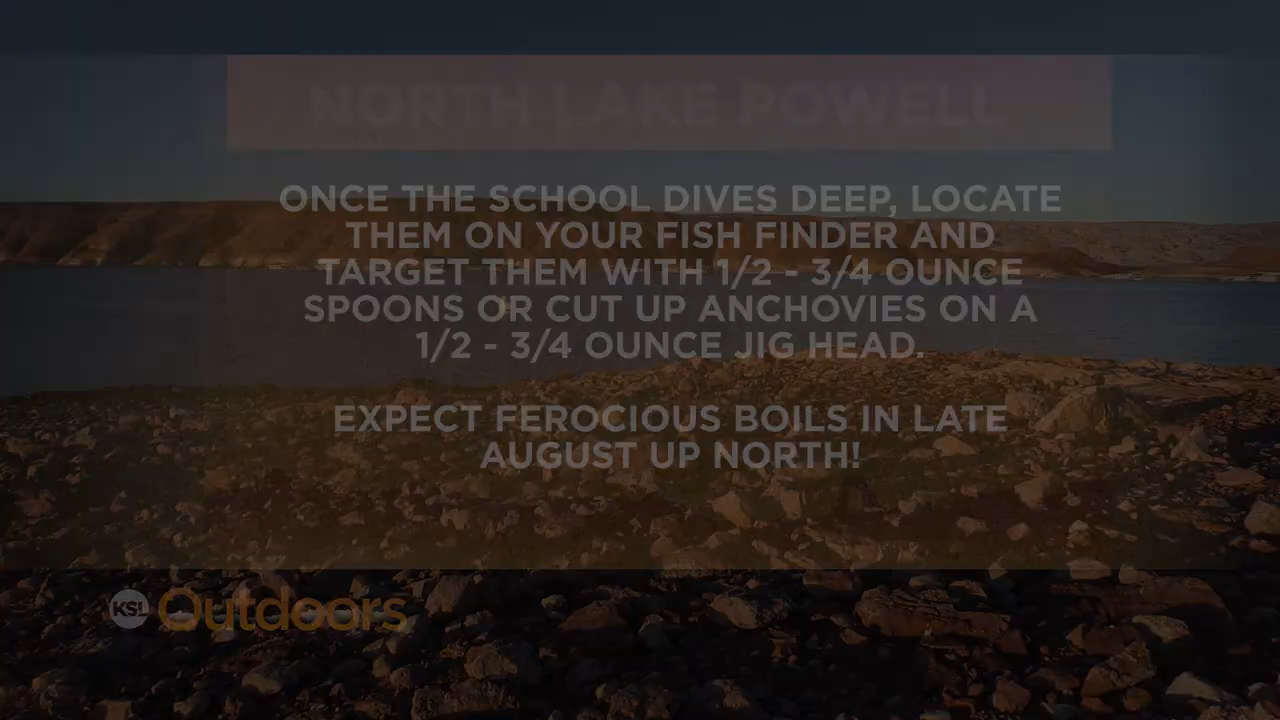 NORTH LAKE POWELL
ONCE THE SCHOOL DIVES DEEP, LOCATE
THEM ON YOUR FISH FINDER AND
TARGET THEM WITH 1/2 - 3/4 OUNCE
SPOONS OR CUT UP ANCHOVIES ON A
1/2 - 3/4 OUNCE JIG HEAD.
EXPECT FEROCIOUS BOILS IN LATE
AUGUST UP NORTH!
KSL Outdoors